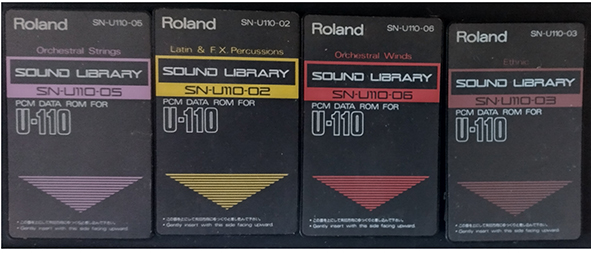 Roland SN-U110-05
Orchestral Strings
SOUND LIBRARY
SN-U110-05
PCM DATA ROM FOR
U-110
• Gently insert with this side facing upward.
Roland SN-U110-02
Latin & F.X. Percussions
SOUND LIBRARY
SN-U110-02
PCM DATA ROM FOR
U-110
• Gently insert with this side facing upward.
Roland SN-U110-06
Orchestral Winds
SOUND LIBRARY
SN-U110-06
PCM DATA ROM FOR
U-110
• Gently insert with this side facing upward.
Roland SN-U110-03
Ethnic
SOUND LIBRARY
SN-U110-03
PCM DATA ROM FOR
U-110
• Gently insert with this side facing upward.